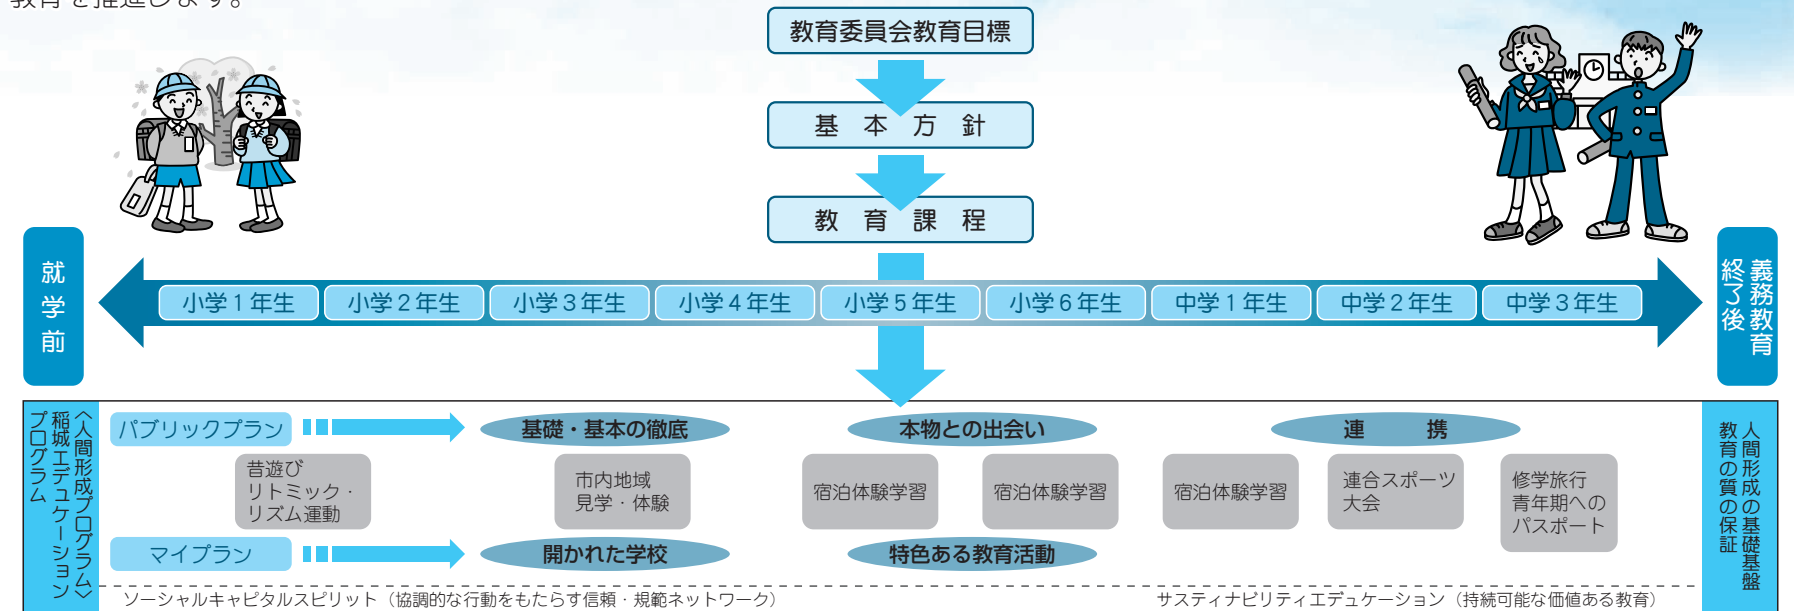 教育を推進します。
教育委員会教育目標
基本方針
教育課程
就学前
小学1年生
小学2年生
小学3年生
小学4年生
小学5年生
小学6年生
中学1年生
中学2年生
中学3年生
義務教育
終了後
〈人間形成プログラム〉
稲城エデュケーション
プログラム
パブリックプラン
基礎・基本の徹底
本物との出会い
連携
昔遊び
リトミック・
リズム運動
市内地域
見学・体験
宿泊体験学習
宿泊体験学習
宿泊体験学習
連合スポーツ
大会
修学旅行
青年期への
パスポート
マイプラン
開かれた学校
特色ある教育活動
人間形成の基礎基盤
教育の質の保証
ソーシャルキャピタルスピリット（協調的な行動をもたらす信頼・規範ネットワーク）
サスティナビリティエデュケーション（持続可能な価値ある教育）